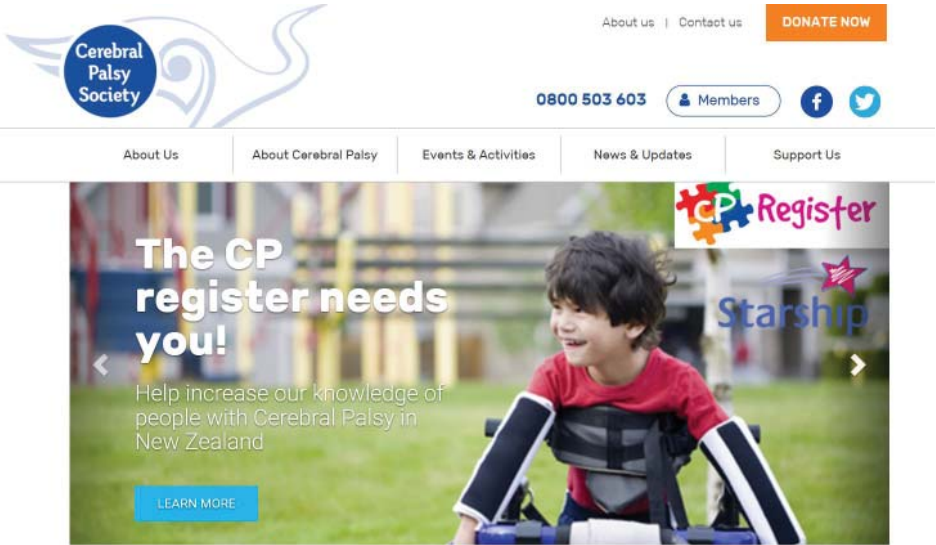 About us | Contact us
DONATE NOW
Cerebral
Palsy
Society
0800 503 603
Members
f
About Us
About Cerebral Palsy
Events & Activities
News & Updates
Support Us
CP Register
Starship
The CP
register needs
you!
Help increase our knowledge of
people with Cerebral Palsy in
New Zealand
LEARN MORE